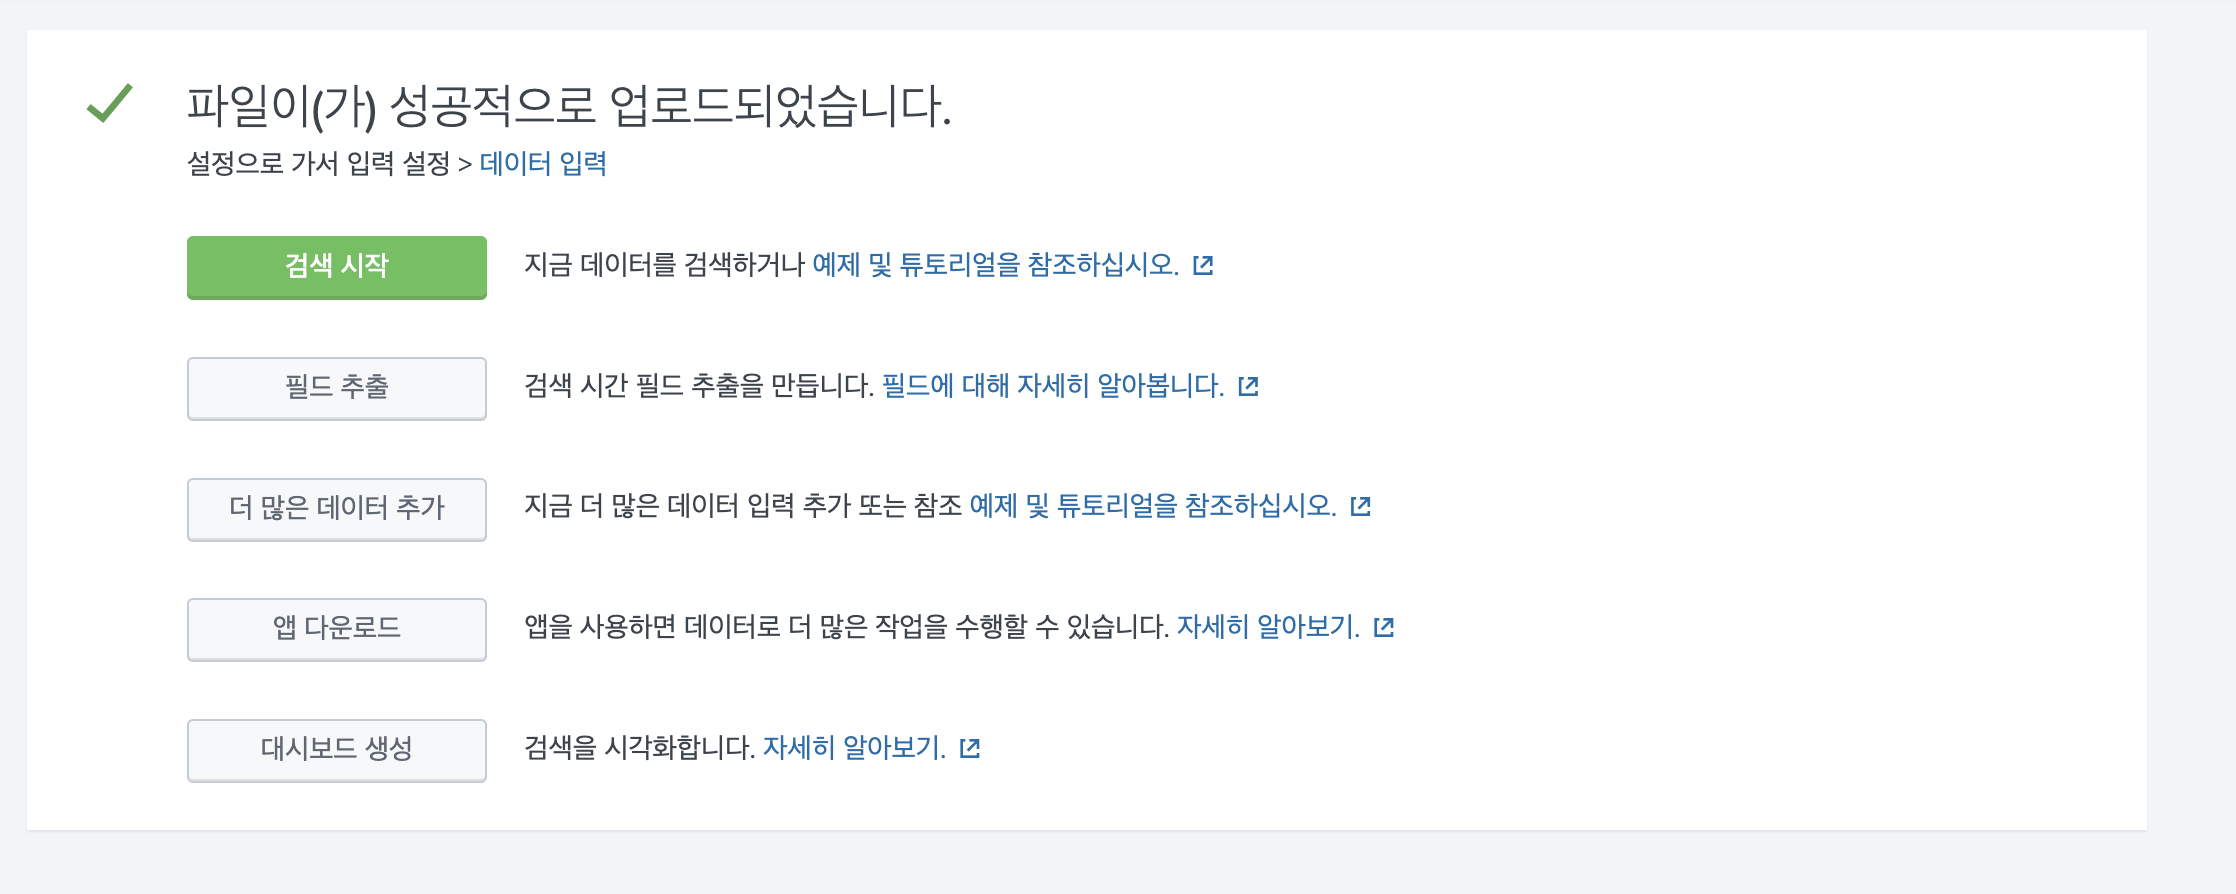 파일이(가) 성공적으로 업로드되었습니다.
설정으로 가서 입력 설정 > 데이터 입력
검색 시작 지금 데이터를 검색하거나 예제 및 튜토리얼을 참조하십시오.
필드 추출 검색 시간 필드 추출을 만듭니다. 필드에 대해 자세히 알아봅니다.
더 많은 데이터 추가 지금 더 많은 데이터 입력 추가 또는 참조 예제 및 튜토리얼을 참조하십시오.
앱 다운로드 앱을 사용하면 데이터로 더 많은 작업을 수행할 수 있습니다. 자세히 알아보기.
대시보드 생성 검색을 시각화합니다. 자세히 알아보기.